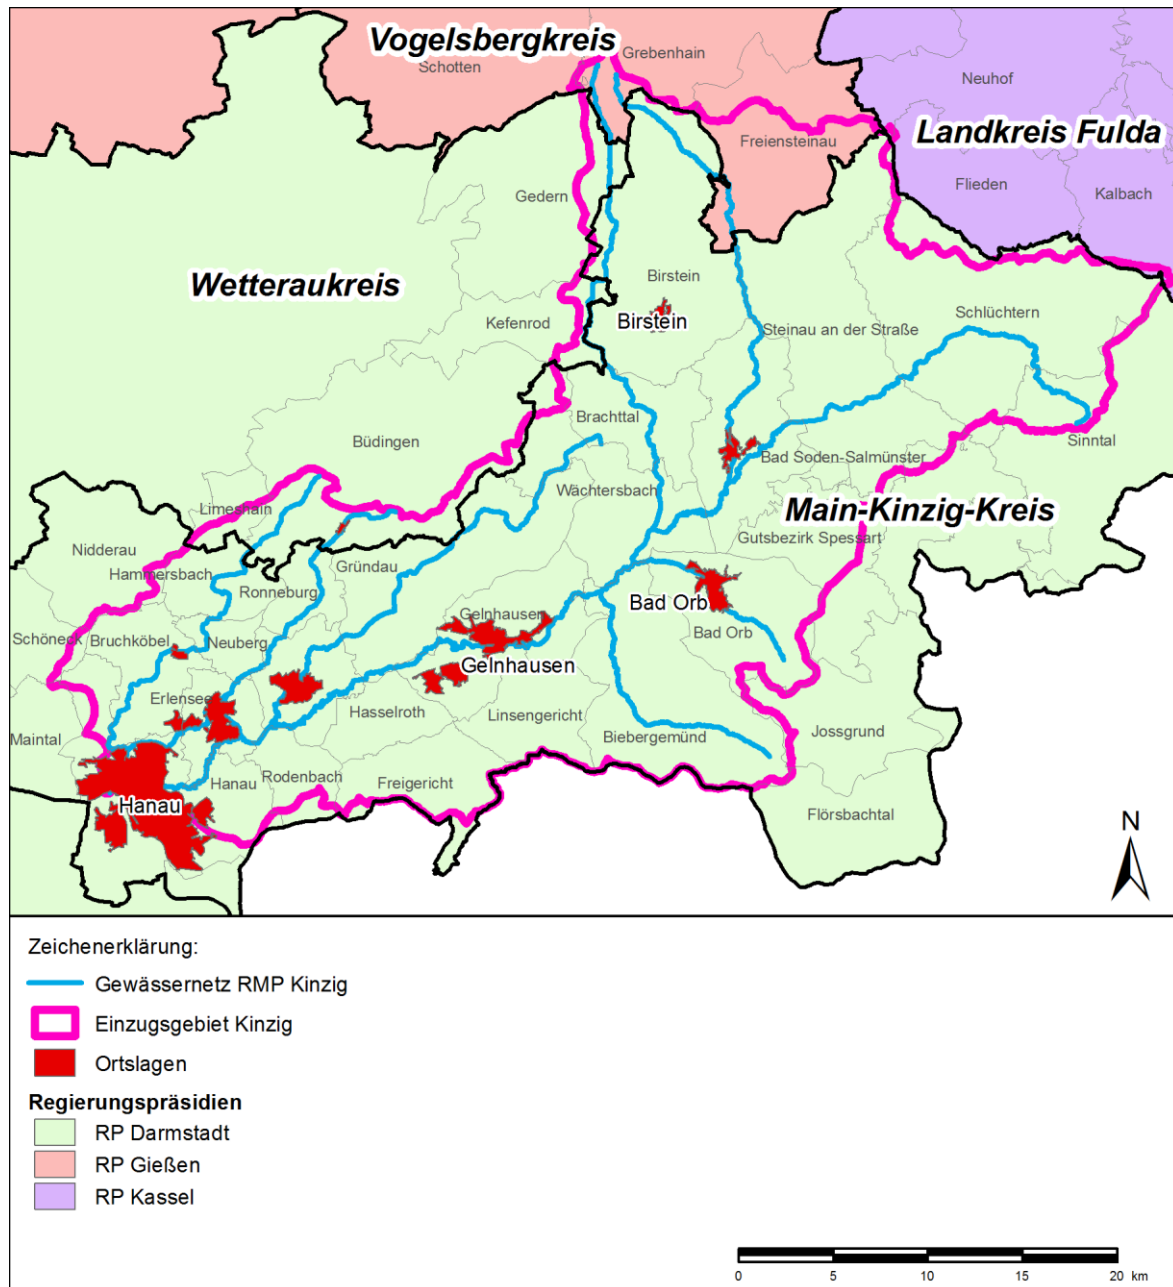 Vogelsbergkreis
Grebenhain
Schotten
Neuhof
Landkreis Fulda
Freiensteinau
Flieden
Kalbach
Gedern
Wetteraukreis
Birstein
Birstein
Kefenrod
Schlüchtern
Steinau an der Straße
Brachttal
Büdingen
Sinntal
Bad Soden-Salmünster
Wächtersbach
Limeshain
Main-Kinzig-Kreis
Gutsbezirk Spessart
Nidderau
Gründau
Hammersbach
Ronneburg
Bad Orb
Gelnhausen
Bad Orb
Schöneck
Bruchköbel
Neuberg
Gelnhausen
Erlensee
Hasselroth
Linsengericht
Jossgrund
Maintal
Biebergemünd
Hanau
Rodenbach
Freigericht
Hanau
Flörsbachtal
N
Zeichenerklärung:
Gewässernetz RMP Kinzig
Einzugsgebiet Kinzig
Ortslagen
Regierungspräsidien
RP Darmstadt
RP Gießen
RP Kassel
0 5 10 15 20 km